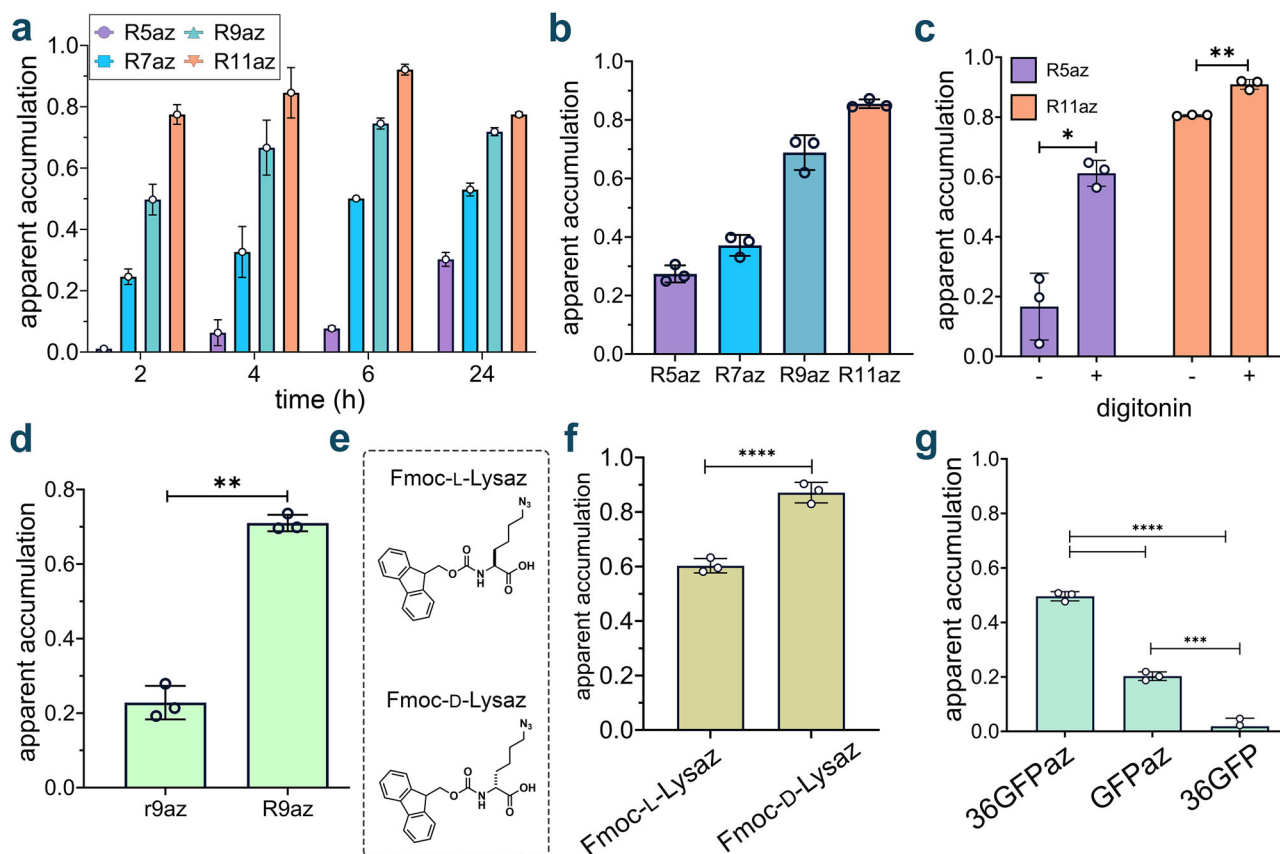 a
R5az R9az
R7az R11az
apparent accumulation
1.0
0.8
0.6
0.4
0.2
0.0
2 4 6 24
time (h)
b
apparent accumulation
1.0
0.8
0.6
0.4
0.2
0.0
R5az R7az R9az R11az
c
R5az
R11az
apparent accumulation
1.0
0.8
0.6
0.4
0.2
0.0
*
**
- + - +
digitonin
d
apparent accumulation
0.8
0.6
0.4
0.2
0.0
**
r9az R9az
e
Fmoc-L-Lysaz
N3
O
O N OH
H O
Fmoc-D-Lysaz
N3
O
O N OH
H O
f
apparent accumulation
1.0
0.8
0.6
0.4
0.2
0.0
****
Fmoc-L-Lysaz Fmoc-D-Lysaz
g
apparent accumulation
1.0
0.8
0.6
0.4
0.2
0.0
****
***
36GFPaz GFPaz 36GFP